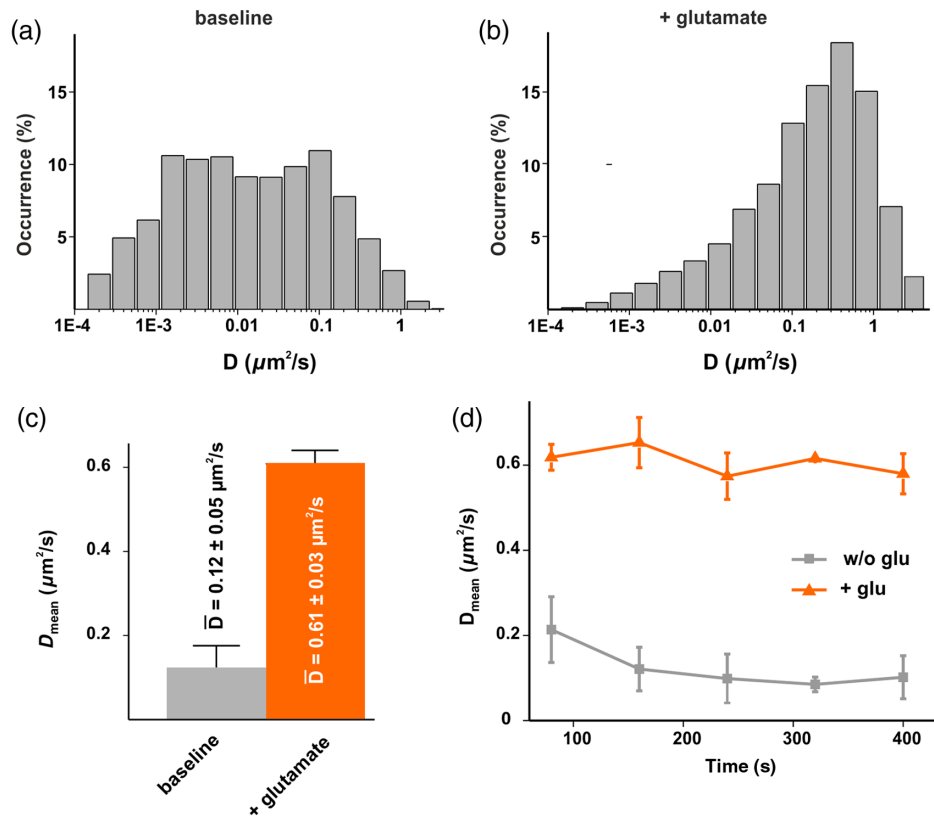 (a)
baseline
Occurrence (%)
15
10
5
1E-4
1E-3
0.01
0.1
1
D (µm²/s)
(b)
+ glutamate
Occurrence (%)
15
10
5
1E-4
1E-3
0.01
0.1
1
D (µm²/s)
(c)
D̅ = 0.12 ± 0.05 µm²/s
D̅ = 0.61 ± 0.03 µm²/s
Dmean (µm²/s)
0.6
0.4
0.2
baseline
+ glutamate
(d)
Dmean (µm²/s)
0.6
0.4
0.2
0
w/o glu
+ glu
100
200
300
400
Time (s)